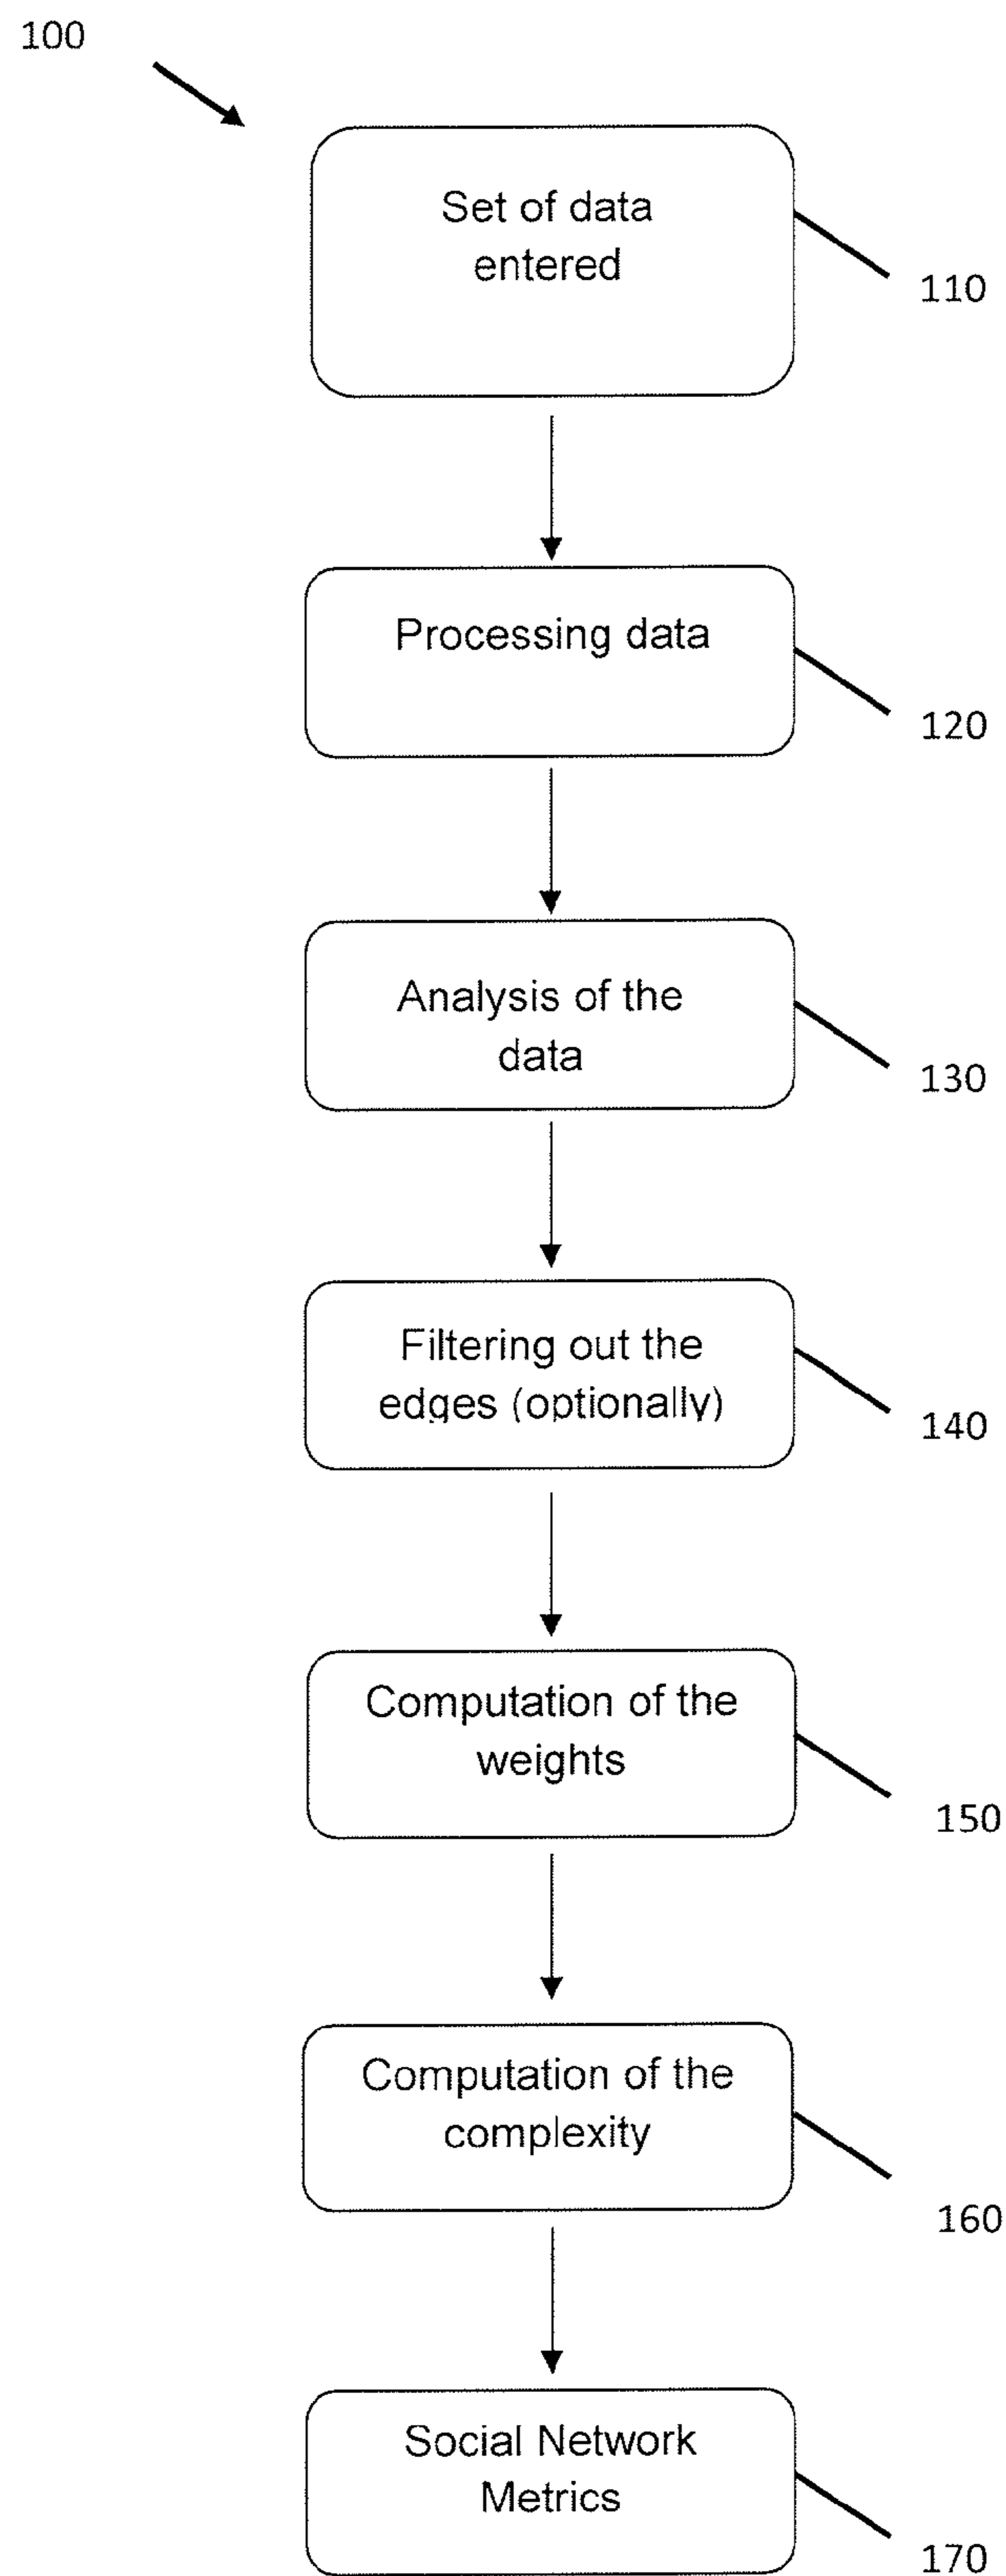 100
Set of data
entered
110
Processing data
120
Analysis of the
data
130
Filtering out the
edges (optionally)
140
Computation of the
weights
150
Computation of the
complexity
160
Social Network
Metrics
170